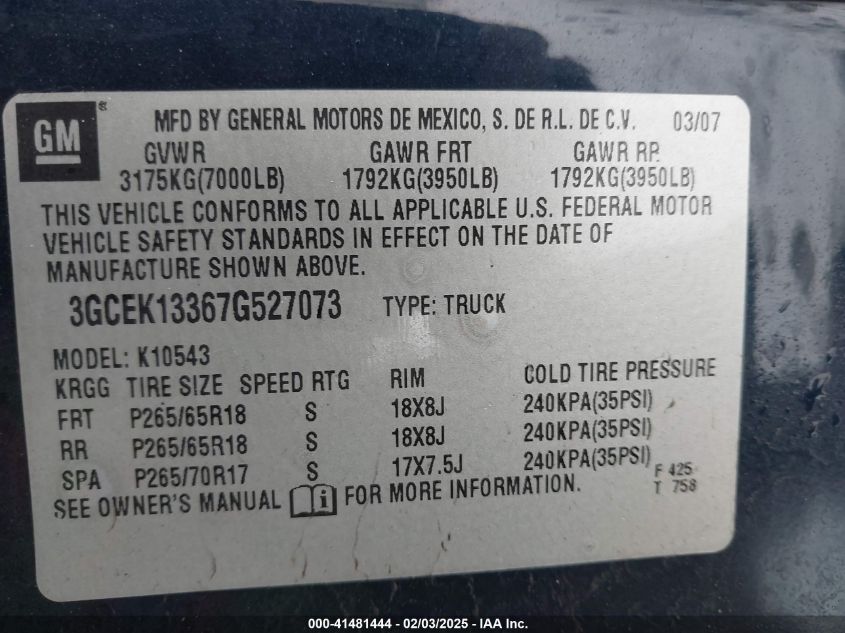 GM ®
MFD BY GENERAL MOTORS DE MEXICO, S. DE R.L. DE C.V. 03/07
GVWR GAWR FRT GAWR RR
3175KG(7000LB) 1792KG(3950LB) 1792KG(3950LB)
THIS VEHICLE CONFORMS TO ALL APPLICABLE U.S. FEDERAL MOTOR
VEHICLE SAFETY STANDARDS IN EFFECT ON THE DATE OF
MANUFACTURE SHOWN ABOVE.
3GCEK13367G527073 TYPE: TRUCK
MODEL: K10543
KRGG TIRE SIZE SPEED RTG RIM COLD TIRE PRESSURE
FRT P265/65R18 S 18X8J 240KPA(35PSI)
RR P265/65R18 S 18X8J 240KPA(35PSI)
SPA P265/70R17 S 17X7.5J 240KPA(35PSI)
F 425
T 758
SEE OWNER'S MANUAL i FOR MORE INFORMATION.
000-41481444 - 02/03/2025 - IAA Inc.